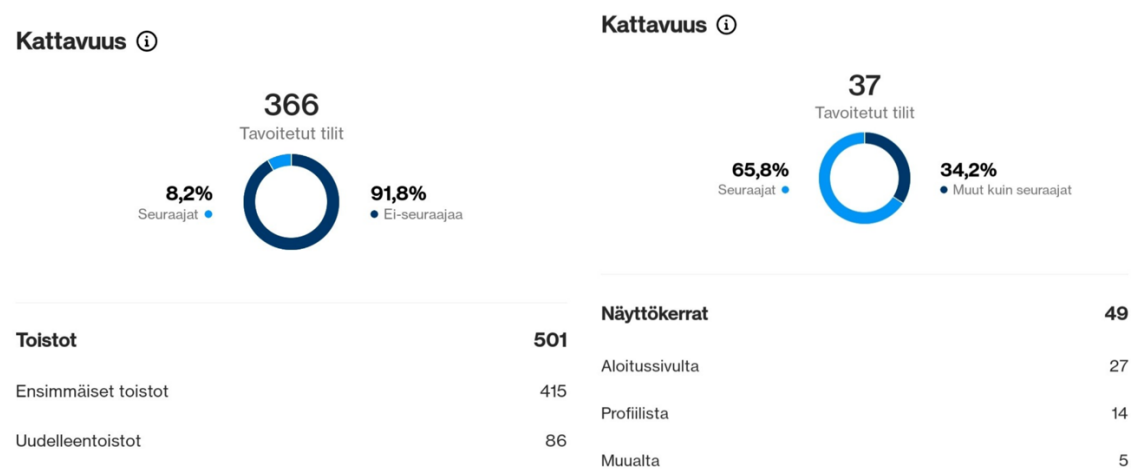 Kattavuus
366
Tavoitetut tilit
8,2%
Seuraajat
91,8%
Ei-seuraajaa
Toistot 501
Ensimmäiset toistot 415
Uudelleentoistot 86
Kattavuus
37
Tavoitetut tilit
65,8%
Seuraajat
34,2%
Muut kuin seuraajat
Näyttökerrat 49
Aloitussivulta 27
Profiilista 14
Muualta 5